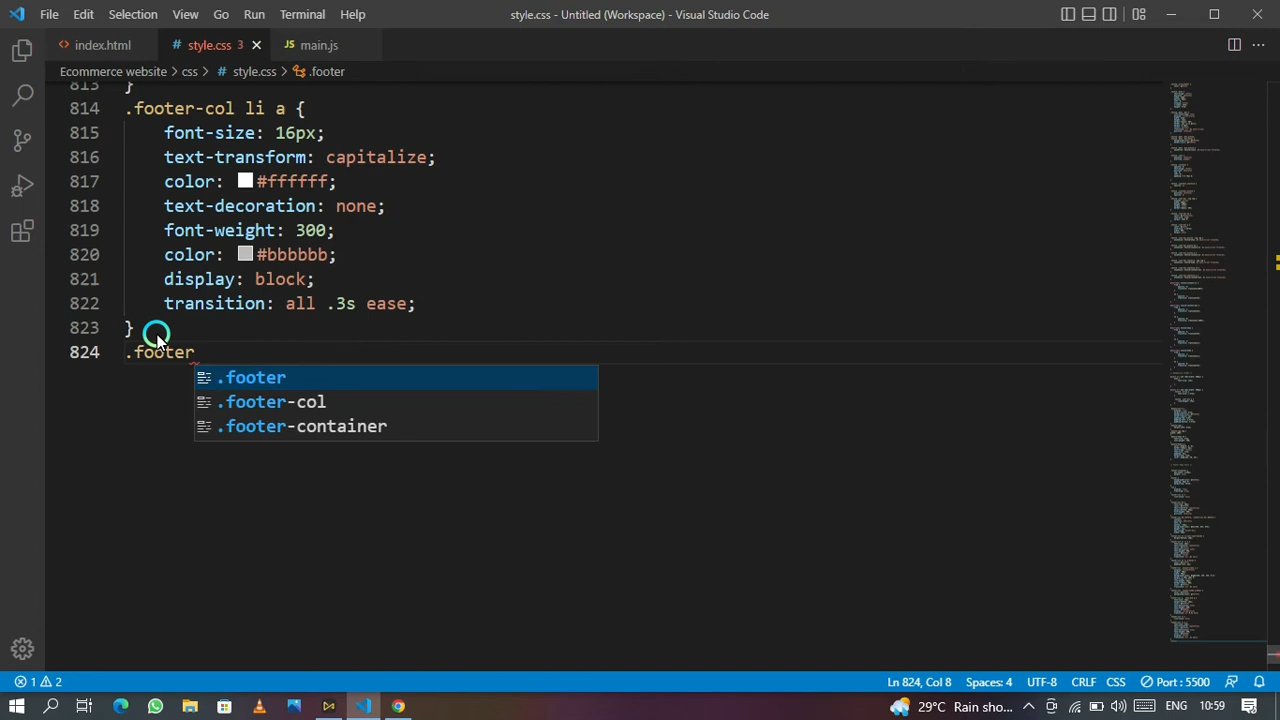 File Edit Selection View Go Run Terminal Help style.css - Untitled (Workspace) - Visual Studio Code
index.html style.css 3 main.js
Ecommerce website > css > style.css > .footer
813 }
814 .footer-col li a {
815 font-size: 16px;
816 text-transform: capitalize;
817 color: #ffffff;
818 text-decoration: none;
819 font-weight: 300;
820 color: #bbbbbb;
821 display: block;
822 transition: all .3s ease;
823 }
824 .footer
.footer
.footer-col
.footer-container
1 2 Ln 824, Col 8 Spaces: 4 UTF-8 CRLF CSS Port : 5500
29°C Rain sho... ENG 10:59